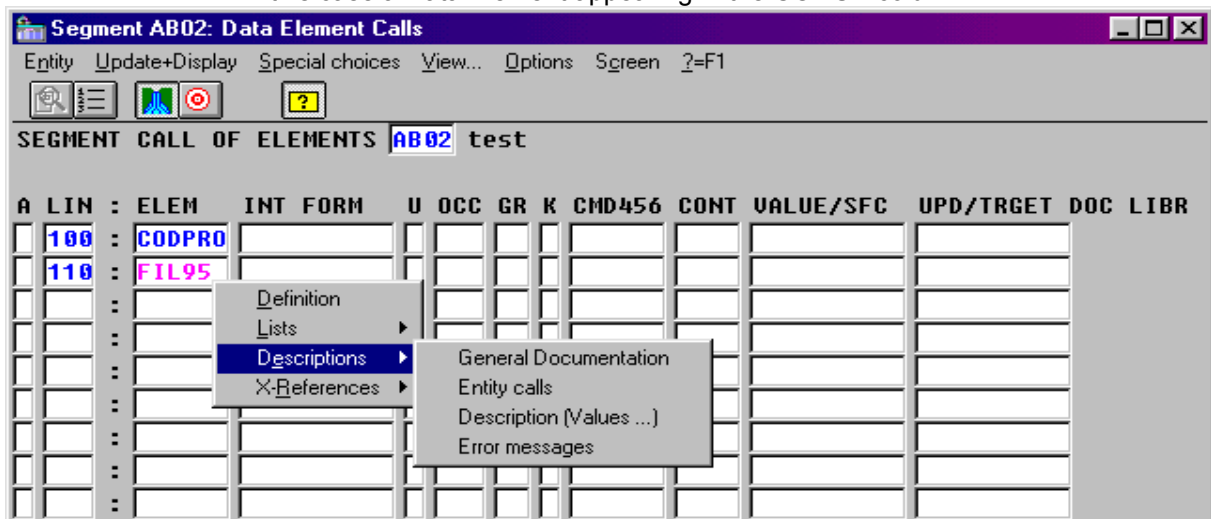 Segment AB02: Data Element Calls
Entity Update+Display Special choices View... Options Screen ?=F1
?
SEGMENT CALL OF ELEMENTS AB02 test
A LIN : ELEM INT FORM U OCC GR K CMD456 CONT VALUE/SFC UPD/TRGET DOC LIBR
100 : CODPRO
110 : FIL95
:
Definition
:
Lists
:
Descriptions
:
X-References
General Documentation
Entity calls
Description (Values ...)
Error messages
:
:
: